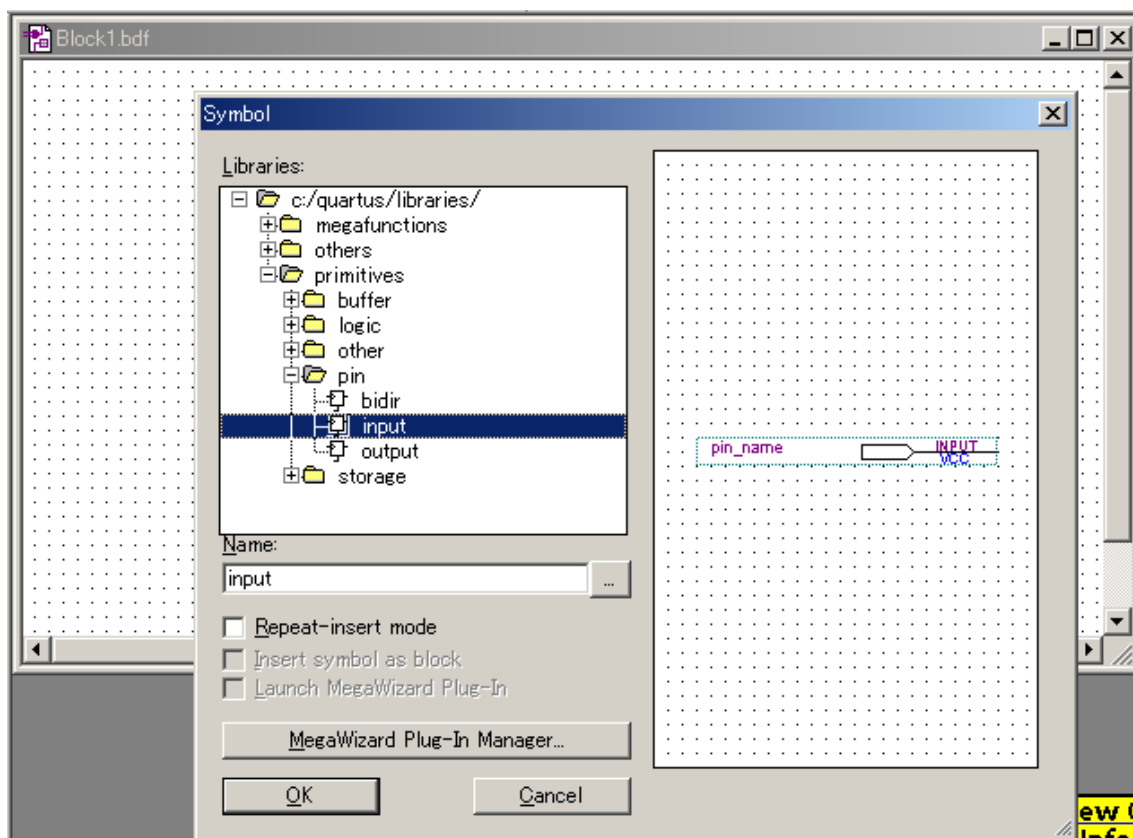 Block1.bdf
Symbol
Libraries:
c:/quartus/libraries/
megafunctions
others
primitives
buffer
logic
other
pin
bidir
input
output
storage
Name:
input
...
Repeat-insert mode
Insert symbol as block
Launch MegaWizard Plug-In
MegaWizard Plug-In Manager...
OK
Cancel
pin_name
INPUT
VCC
ew